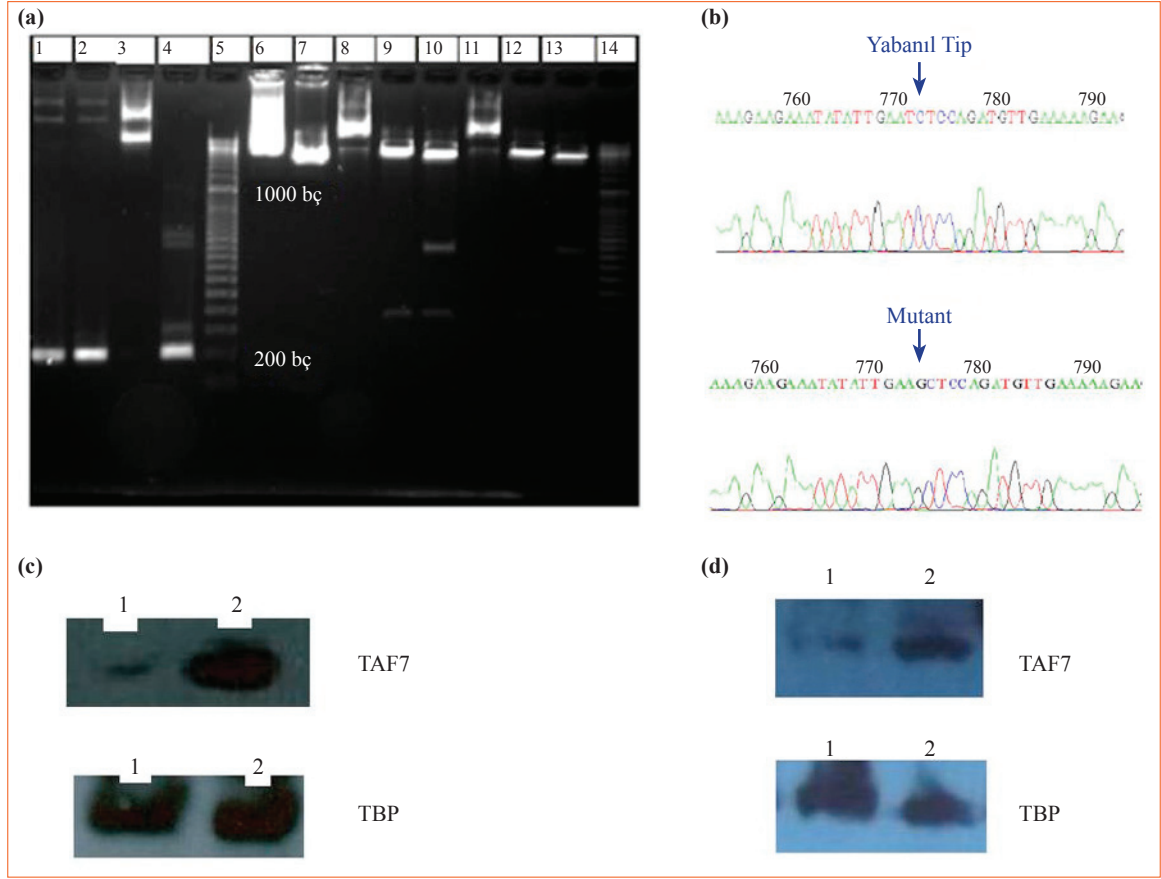 (a)
1 2 3 4 5 6 7 8 9 10 11 12 13 14
1000 bç
200 bç
(b)
Yabanıl Tip
760 770 780 790
AAAGAAGAAATATATTGAATCTCCAGATGTTGAAAAAGAAC
Mutant
760 770 780 790
AAAGAAGAAATATATTGAAGCTCCAGATGTTGAAAAAGAA
(c)
1 2
TAF7
1 2
TBP
(d)
1 2
TAF7
1 2
TBP